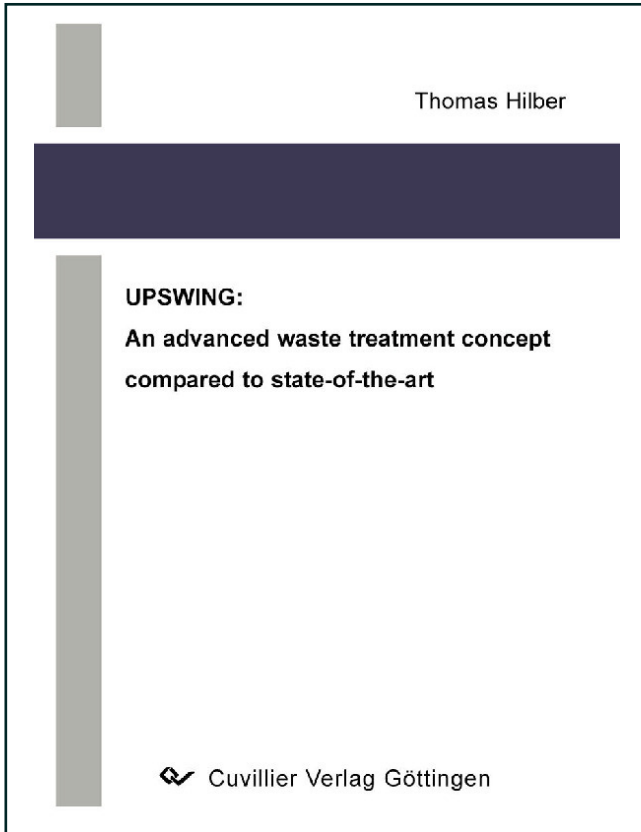 Thomas Hilber
UPSWING:
An advanced waste treatment concept
compared to state-of-the-art
Cuvillier Verlag Göttingen